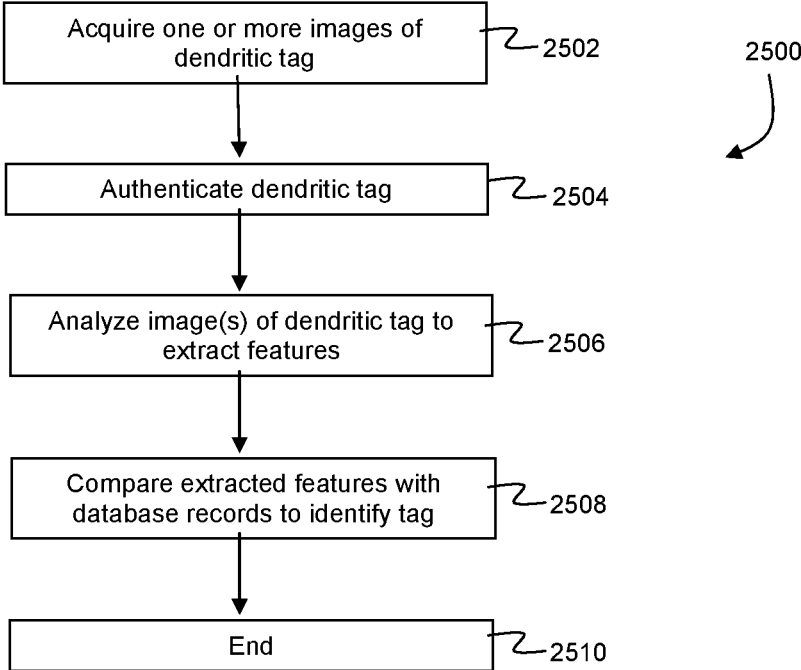 Acquire one or more images of
dendritic tag
2502
2500
Authenticate dendritic tag
2504
Analyze image(s) of dendritic tag to
extract features
2506
Compare extracted features with
database records to identify tag
2508
End
2510